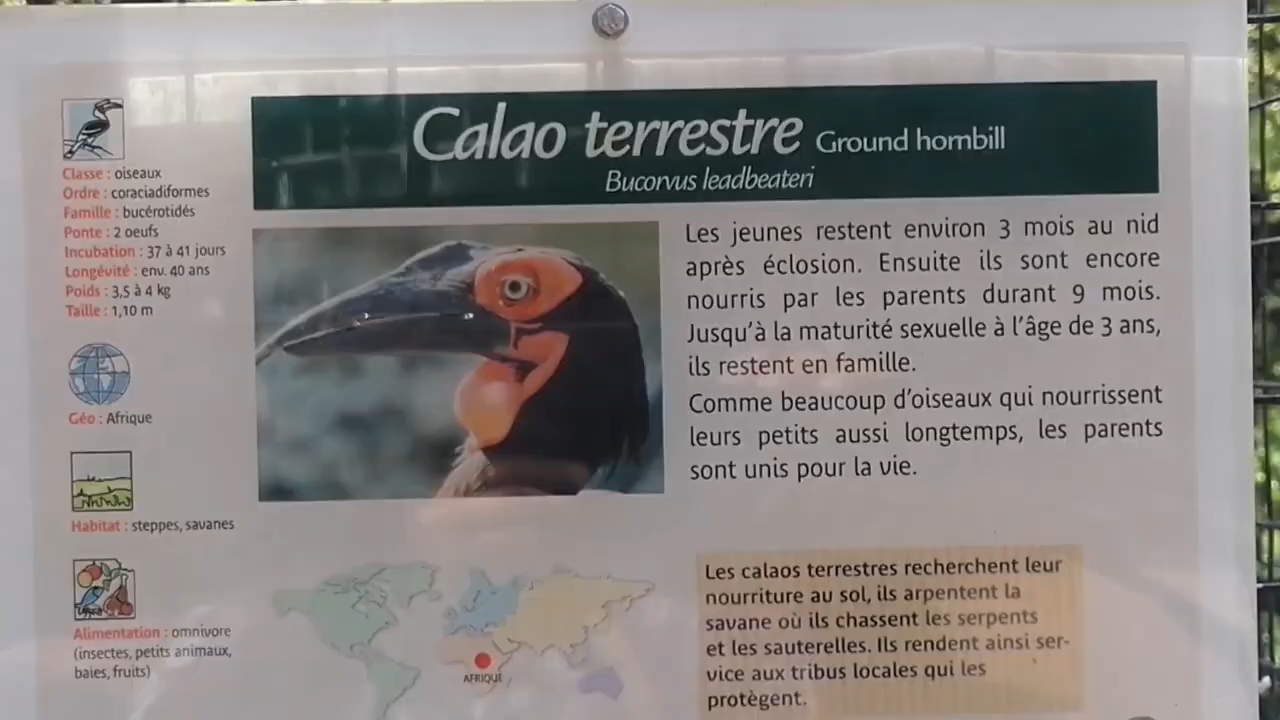 Calao terrestre Ground hornbill
Bucorvus leadbeateri
Classe : oiseaux
Ordre : coraciadiformes
Famille : bucérotidés
Ponte : 2 oeufs
Incubation : 37 à 41 jours
Longévité : env. 40 ans
Poids : 3,5 à 4 kg
Taille : 1,10 m
Géo : Afrique
Habitat : steppes, savanes
Alimentation : omnivore
(insectes, petits animaux,
baies, fruits)
Les jeunes restent environ 3 mois au nid
après éclosion. Ensuite ils sont encore
nourris par les parents durant 9 mois.
Jusqu'à la maturité sexuelle à l'âge de 3 ans,
ils restent en famille.
Comme beaucoup d'oiseaux qui nourrissent
leurs petits aussi longtemps, les parents
sont unis pour la vie.
AFRIQUE
Les calaos terrestres recherchent leur
nourriture au sol, ils arpentent la
savane où ils chassent les serpents
et les sauterelles. Ils rendent ainsi ser-
vice aux tribus locales qui les
protègent.